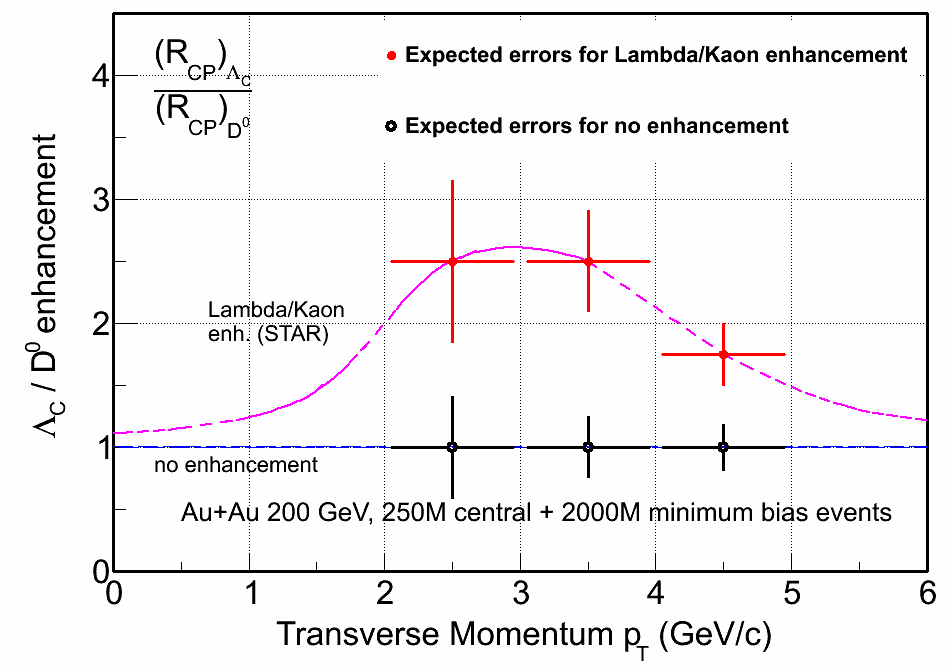 (R_CP)_Λ_C
(R_CP)_D⁰
Expected errors for Lambda/Kaon enhancement
Expected errors for no enhancement
Λ_C / D⁰ enhancement
4
3
2
1
0
Lambda/Kaon
enh. (STAR)
no enhancement
Au+Au 200 GeV, 250M central + 2000M minimum bias events
0 1 2 3 4 5 6
Transverse Momentum p_T (GeV/c)